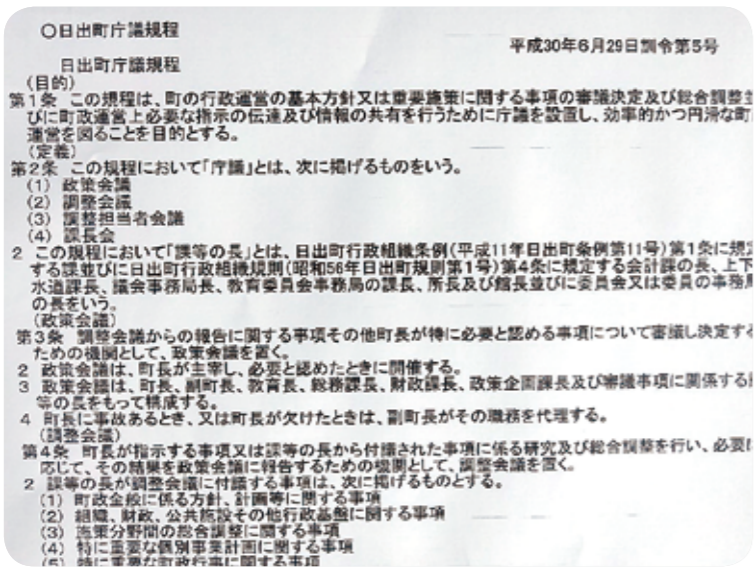 ○日出町庁議規程
平成30年6月29日訓令第5号
日出町庁議規程
(目的)
第1条 この規程は、町の行政運営の基本方針又は重要施策に関する事項の審議決定及び総合調整並
びに町政運営上必要な指示の伝達及び情報の共有を行うために庁議を設置し、効率的かつ円滑な町
運営を図ることを目的とする。
(定義)
第2条 この規程において「庁議」とは、次に掲げるものをいう。
(1) 政策会議
(2) 調整会議
(3) 調整担当者会議
(4) 課長会
2 この規程において「課等の長」とは、日出町行政組織条例(平成11年日出町条例第11号)第1条に規定
する課並びに日出町行政組織規則(昭和56年日出町規則第1号)第4条に規定する会計課の長、上下
水道課長、議会事務局長、教育委員会事務局の課長、所長及び館長並びに委員会又は委員の事務局
の長をいう。
(政策会議)
第3条 調整会議からの報告に関する事項その他町長が特に必要と認める事項について審議し決定する
ための機関として、政策会議を置く。
2 政策会議は、町長が主宰し、必要と認めたときに開催する。
3 政策会議は、町長、副町長、教育長、総務課長、財政課長、政策企画課長及び審議事項に関係する
等の長をもって構成する。
4 町長に事故あるとき、又は町長が欠けたときは、副町長がその職務を代理する。
(調整会議)
第4条 町長が指示する事項又は課等の長から付議された事項に係る研究及び総合調整を行い、必要に
応じて、その結果を政策会議に報告するための機関として、調整会議を置く。
2 課等の長が調整会議に付議する事項は、次に掲げるものとする。
(1) 町政全般に係る方針、計画等に関する事項
(2) 組織、財政、公共施設その他行政基盤に関する事項
(3) 施策分野間の総合調整に関する事項
(4) 特に重要な個別事業計画に関する事項
(5) 特に重要な町政行事に関する事項